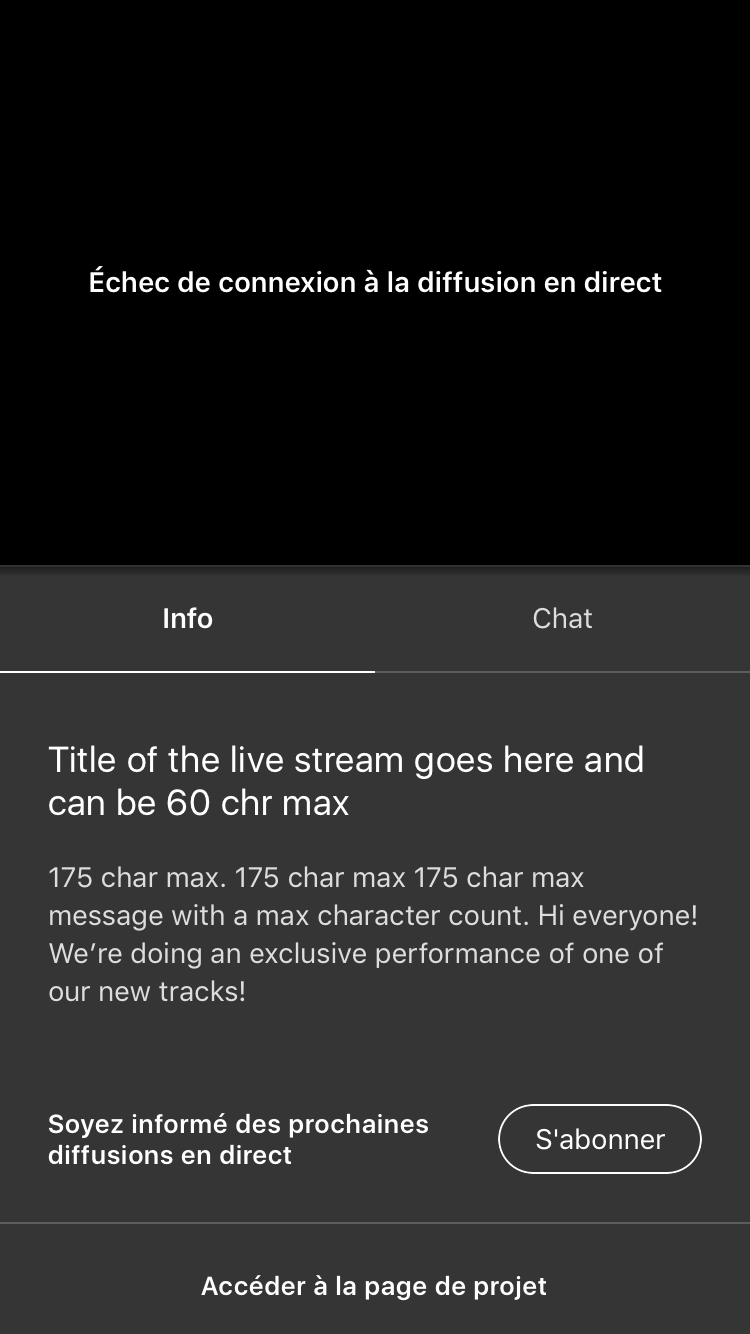 Échec de connexion à la diffusion en direct
Info
Chat
Title of the live stream goes here and
can be 60 chr max
175 char max. 175 char max 175 char max
message with a max character count. Hi everyone!
We’re doing an exclusive performance of one of
our new tracks!
Soyez informé des prochaines
diffusions en direct
S'abonner
Accéder à la page de projet